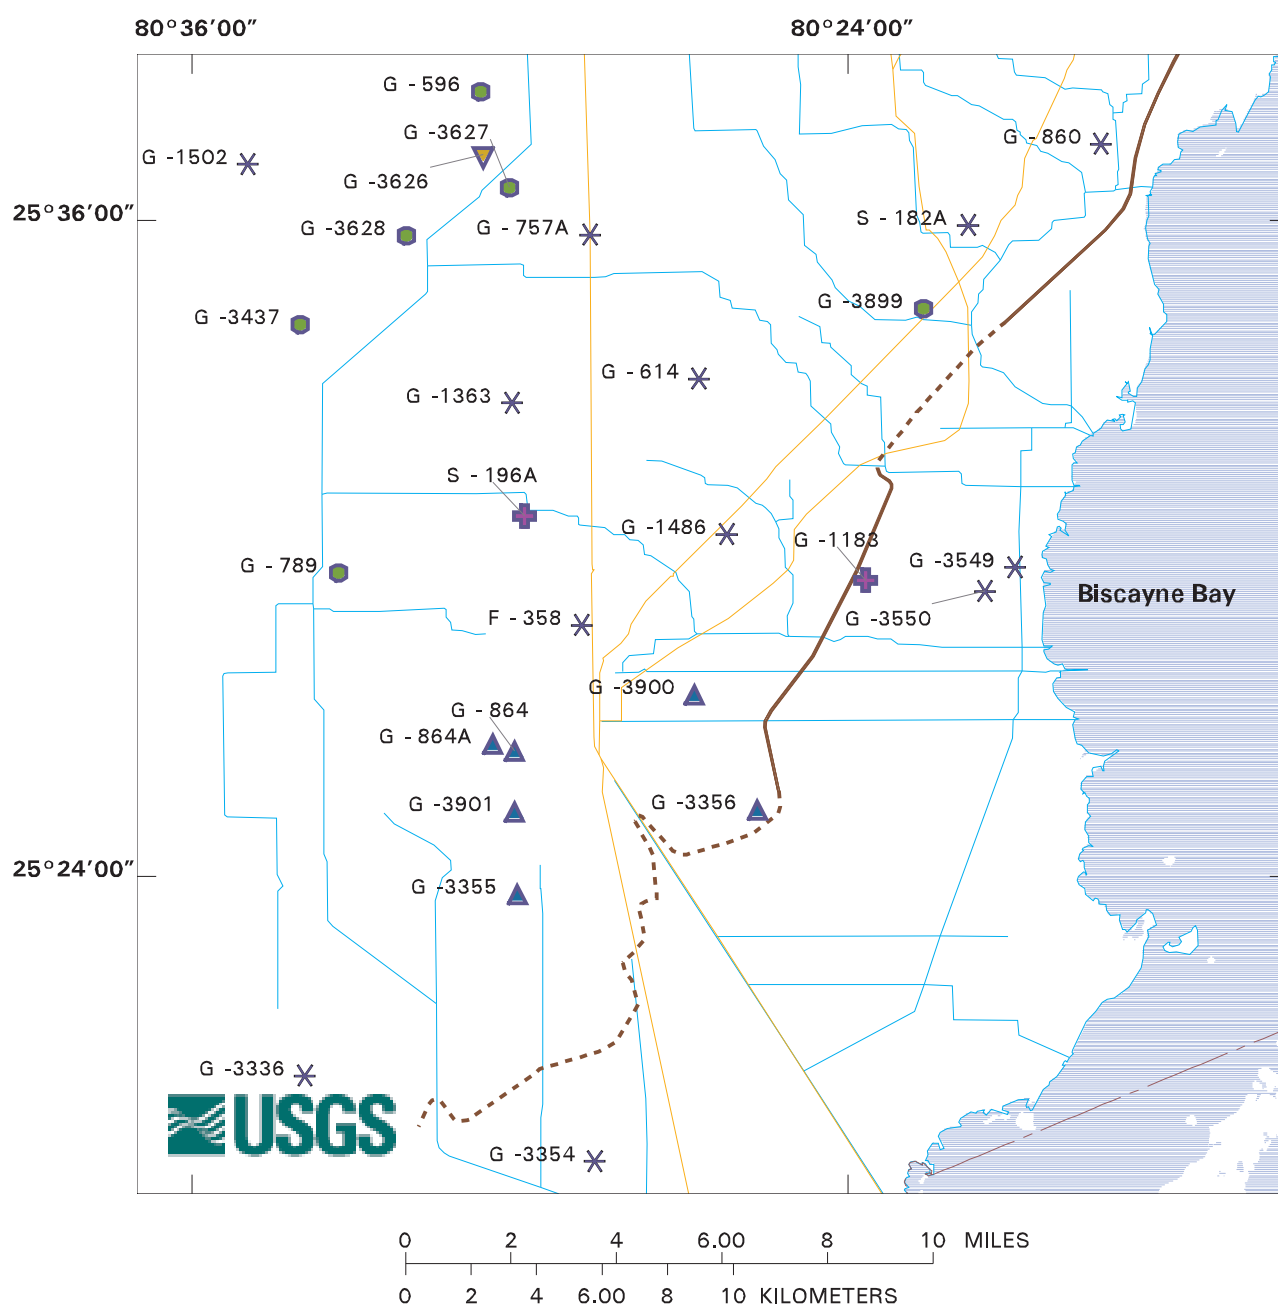 80°36’00” 80°24’00”
G - 596
G -3627
G - 860
G -1502
G -3626
25°36’00”
S - 182A
G -3628
G - 757A
G -3899
G -3437
G - 614
G -1363
S - 196A
G -1486
G -1183
G -3549
G - 789
Biscayne Bay
F - 358
G -3550
G -3900
G - 864
G - 864A
G -3901
G -3356
25°24’00”
G -3355
G -3336
USGS
G -3354
0 2 4 6.00 8 10 MILES
0 2 4 6.00 8 10 KILOMETERS